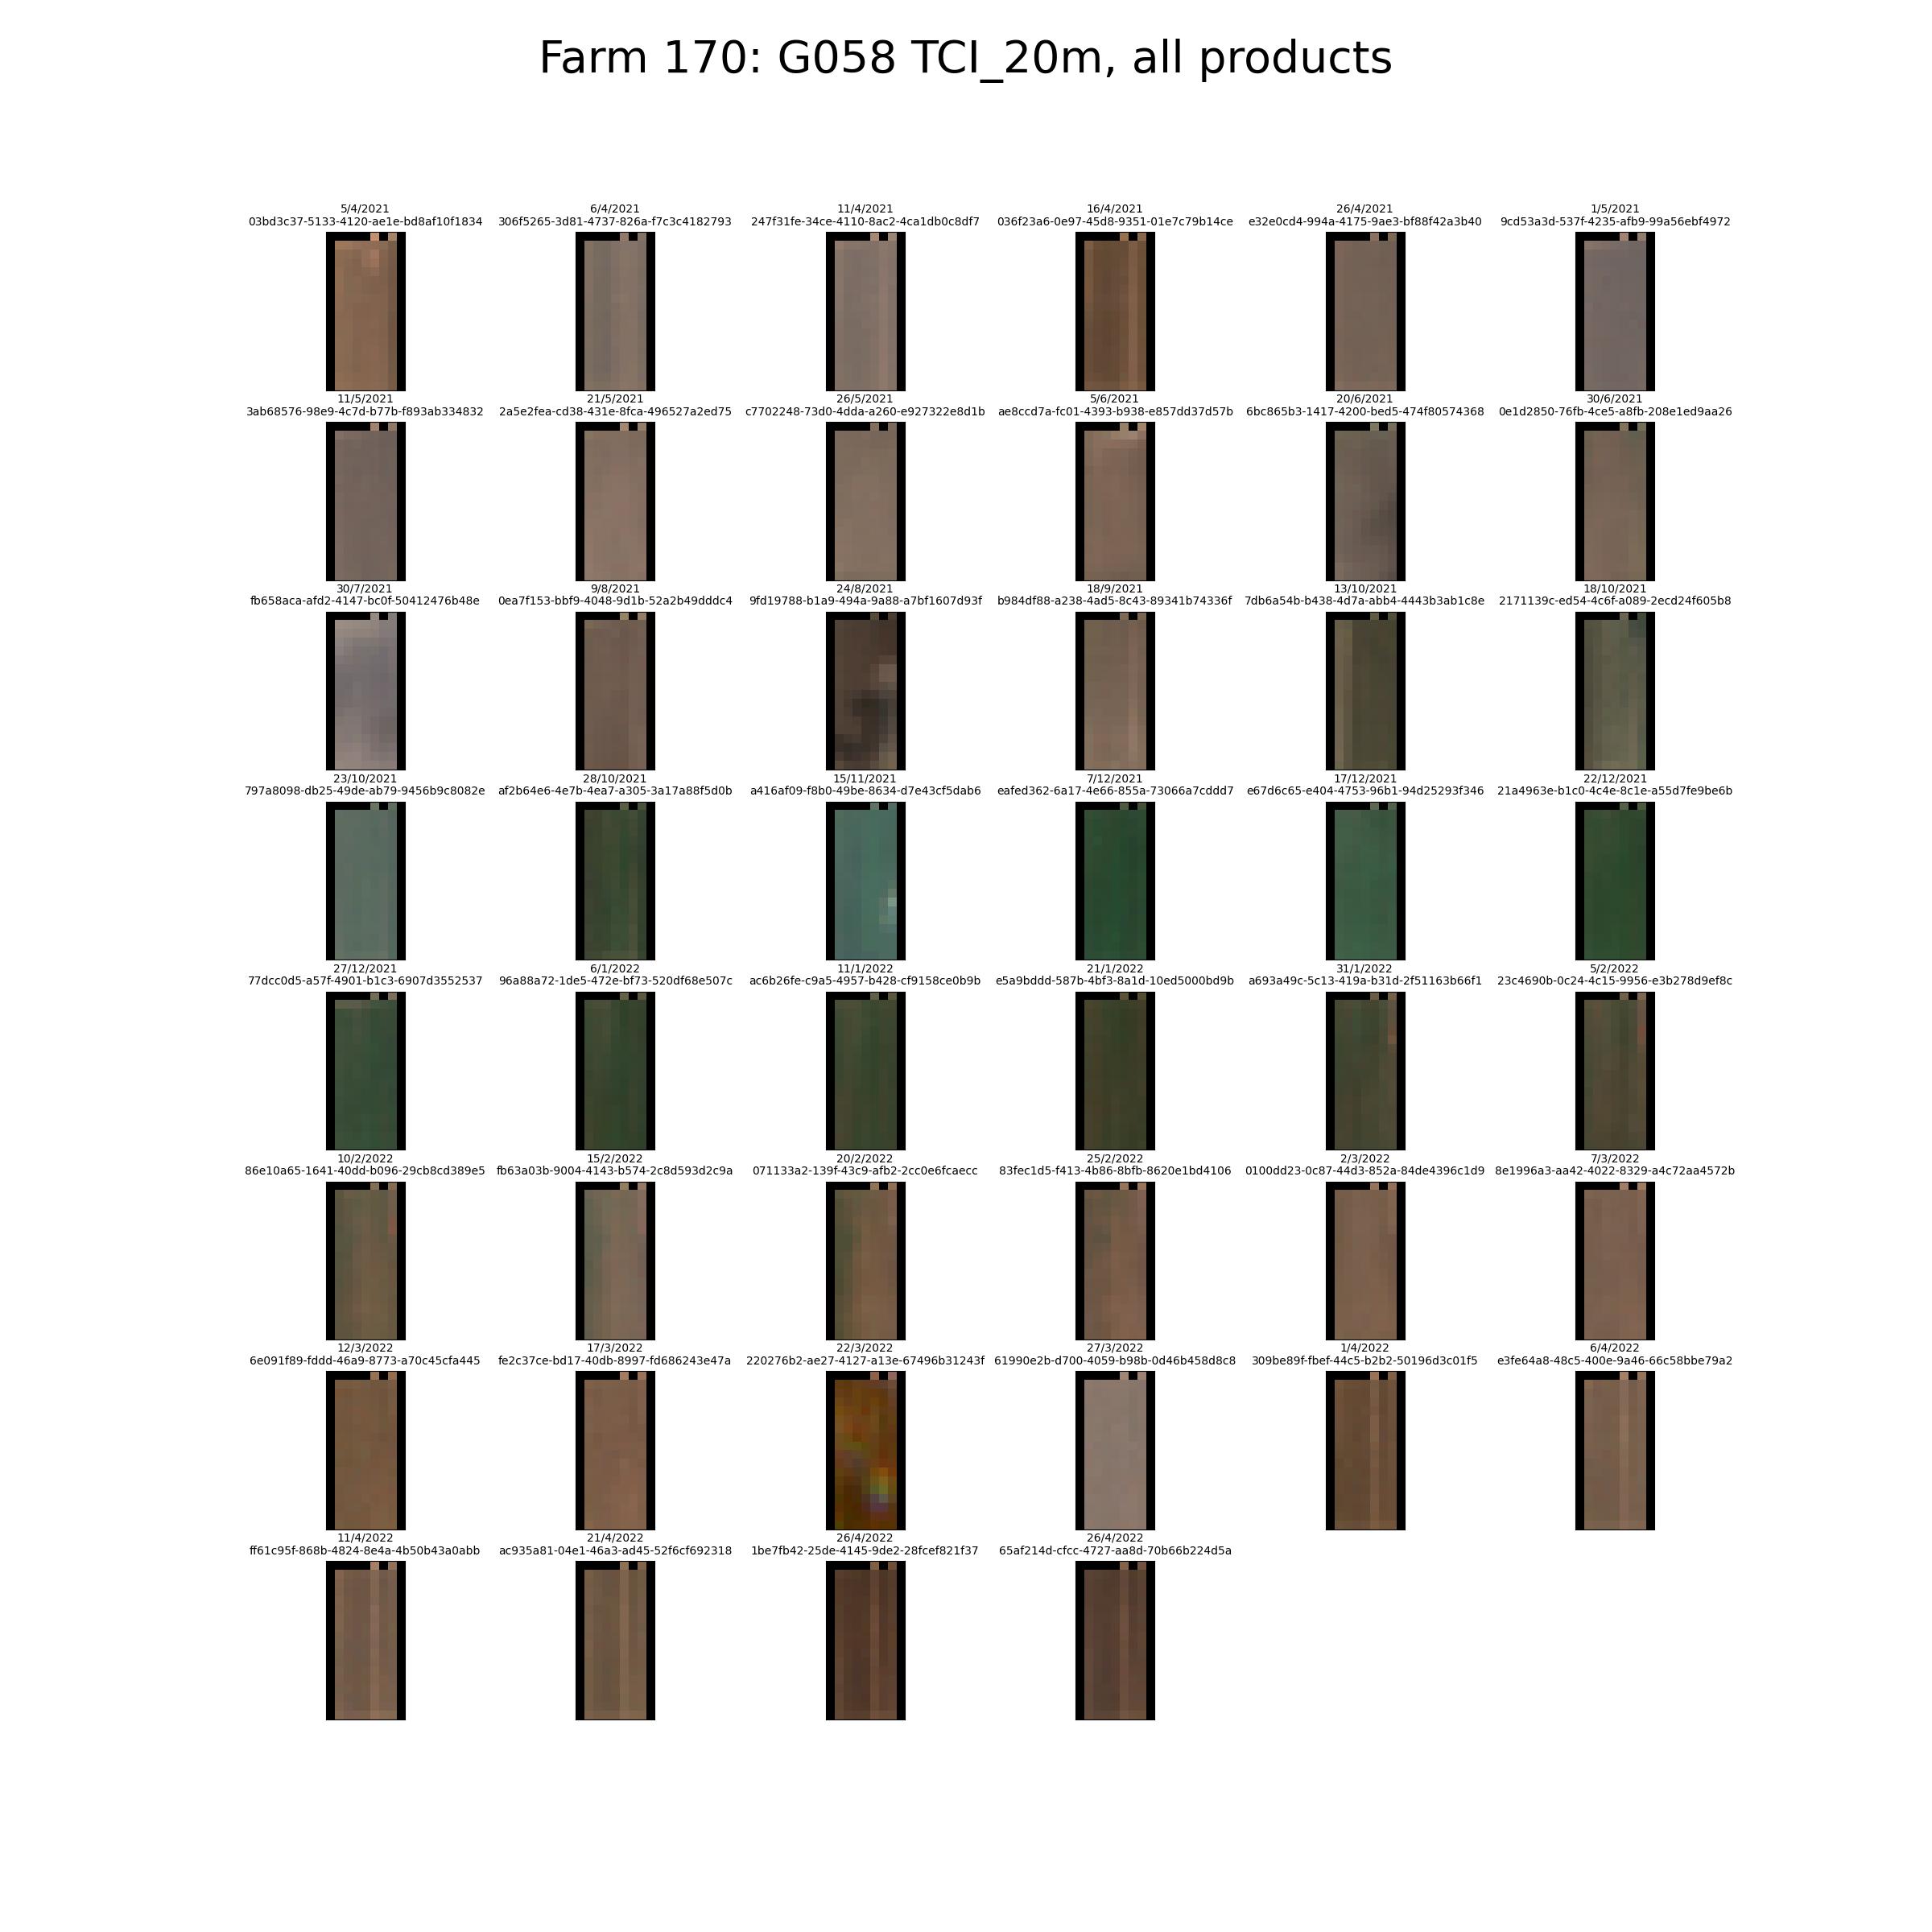 Farm 170: G058 TCI_20m, all products
5/4/2021 6/4/2021 11/4/2021 16/4/2021 26/4/2021 1/5/2021
03bd3c37-5133-4120-ae1e-bd8af10f1834 306f5265-3d81-4737-826a-f7c3c4182793 247f31fe-34ce-4110-8ac2-4ca1db0c8df7 036f23a6-0e97-45d8-9351-01e7c79b14ce e32e0cd4-994a-4175-9ae3-bf88f42a3b40 9cd53a3d-537f-4235-afb9-99a56ebf4972
11/5/2021 21/5/2021 26/5/2021 5/6/2021 20/6/2021 30/6/2021
3ab68576-98e9-4c7d-b77b-f893ab334832 2a5e2fea-cd38-431e-8fca-496527a2ed75 c7702248-73d0-4dda-a260-e927322e8d1b ae8ccd7a-fc01-4393-b938-e857dd37d57b 6bc865b3-1417-4200-bed5-474f80574368 0e1d2850-76fb-4ce5-a8fb-208e1ed9aa26
30/7/2021 9/8/2021 24/8/2021 18/9/2021 13/10/2021 18/10/2021
fb658aca-afd2-4147-bc0f-50412476b48e 0ea7f153-bbf9-4048-9d1b-52a2b49dddc4 9fd19788-b1a9-494a-9a88-a7bf1607d93f b984df88-a238-4ad5-8c43-89341b74336f 7db6a54b-b438-4d7a-abb4-4443b3ab1c8e 2171139c-ed54-4c6f-a089-2ecd24f605b8
23/10/2021 28/10/2021 15/11/2021 7/12/2021 17/12/2021 22/12/2021
797a8098-db25-49de-ab79-9456b9c8082e af2b64e6-4e7b-4ea7-a305-3a17a88f5d0b a416af09-f8b0-49be-8634-d7e43cf5dab6 eafed362-6a17-4e66-855a-73066a7cddd7 e67d6c65-e404-4753-96b1-94d25293f346 21a4963e-b1c0-4c4e-8c1e-a55d7fe9be6b
27/12/2021 6/1/2022 11/1/2022 21/1/2022 31/1/2022 5/2/2022
77dcc0d5-a57f-4901-b1c3-6907d3552537 96a88a72-1de5-472e-bf73-520df68e507c ac6b26fe-c9a5-4957-b428-cf9158ce0b9b e5a9bddd-587b-4bf3-8a1d-10ed5000bd9b a693a49c-5c13-419a-b31d-2f51163b66f1 23c4690b-0c24-4c15-9956-e3b278d9ef8c
10/2/2022 15/2/2022 20/2/2022 25/2/2022 2/3/2022 7/3/2022
86e10a65-1641-40dd-b096-29cb8cd389e5 fb63a03b-9004-4143-b574-2c8d593d2c9a 071133a2-139f-43c9-afb2-2cc0e6fcaecc 83fec1d5-f413-4b86-8bfb-8620e1bd4106 0100dd23-0c87-44d3-852a-84de4396c1d9 8e1996a3-aa42-4022-8329-a4c72aa4572b
12/3/2022 17/3/2022 22/3/2022 27/3/2022 1/4/2022 6/4/2022
6e091f89-fddd-46a9-8773-a70c45cfa445 fe2c37ce-bd17-40db-8997-fd686243e47a 220276b2-ae27-4127-a13e-67496b31243f 61990e2b-d700-4059-b98b-0d46b458d8c8 309be89f-fbef-44c5-b2b2-50196d3c01f5 e3fe64a8-48c5-400e-9a46-66c58bbe79a2
11/4/2022 21/4/2022 26/4/2022 26/4/2022
ff61c95f-868b-4824-8e4a-4b50b43a0abb ac935a81-04e1-46a3-ad45-52f6cf692318 1be7fb42-25de-4145-9de2-28fcef821f37 65af214d-cfcc-4727-aa8d-70b66b224d5a